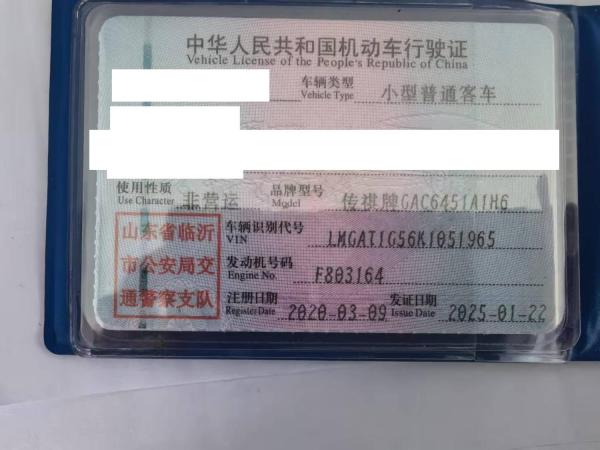 中华人民共和国机动车行驶证
Vehicle License of the People's Republic of China
车辆类型 小型普通客车
Vehicle Type
使用性质 非营运 品牌型号 传祺牌GAC6451A1H6
Use Character Model
山东省临沂
市公安局交
通警察支队
车辆识别代号 LMGAT1G56K1051965
VIN
发动机号码 F803164
Engine No.
注册日期 2020-03-09 发证日期 2025-01-22
Register Date Issue Date